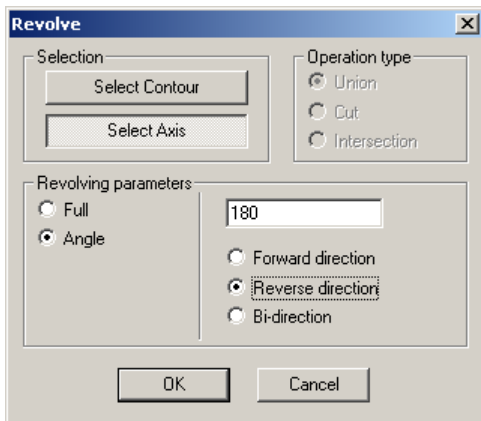 Revolve
Selection
Select Contour
Select Axis
Operation type
Union
Cut
Intersection
Revolving parameters
Full
Angle
180
Forward direction
Reverse direction
Bi-direction
OK
Cancel